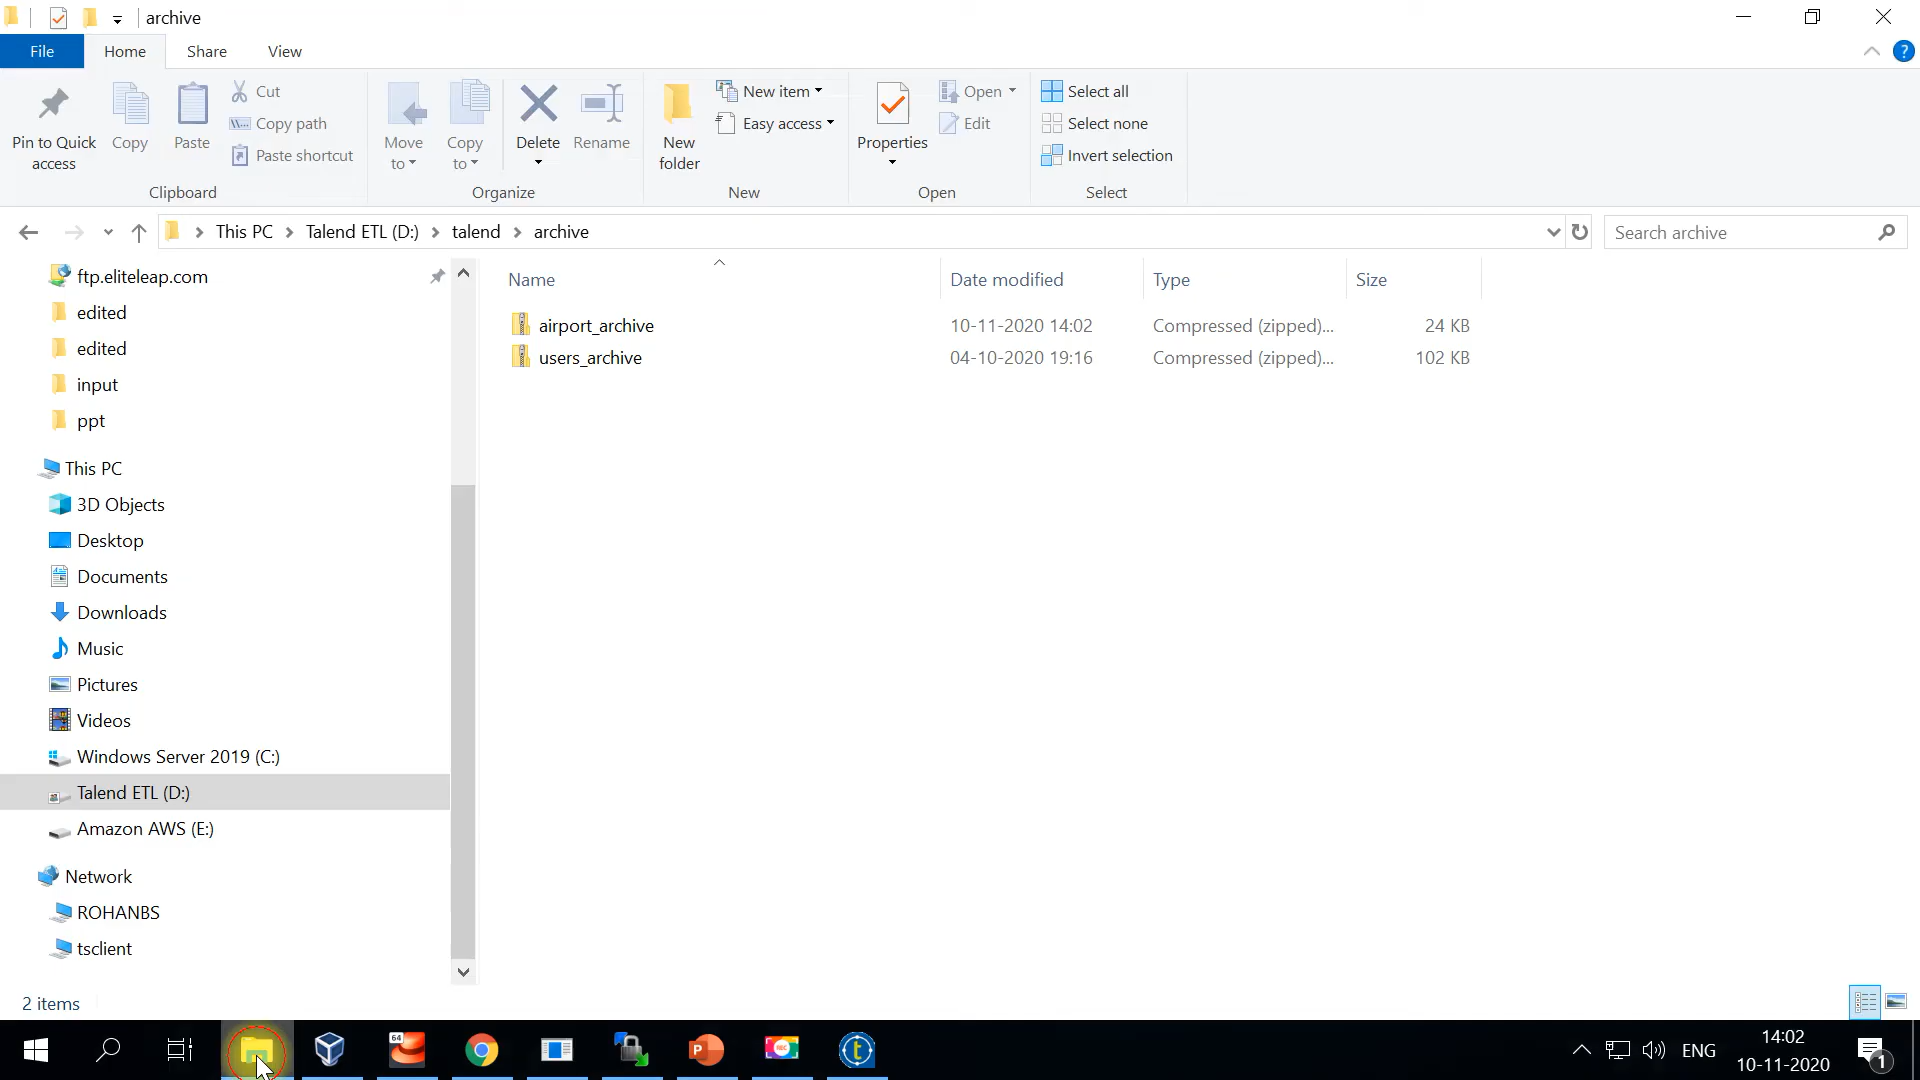 archive
File
Home
Share
View
Pin to Quick access
Copy
Paste
Cut
Copy path
Paste shortcut
Clipboard
Move to
Copy to
Delete
Rename
Organize
New folder
New item
Easy access
New
Properties
Open
Edit
Open
Select all
Select none
Invert selection
Select
This PC
Talend ETL (D:)
talend
archive
Search archive
ftp.eliteleap.com
edited
edited
input
ppt
This PC
3D Objects
Desktop
Documents
Downloads
Music
Pictures
Videos
Windows Server 2019 (C:)
Talend ETL (D:)
Amazon AWS (E:)
Network
ROHANBS
tsclient
Name Date modified Type Size
airport_archive 10-11-2020 14:02 Compressed (zipped)... 24 KB
users_archive 04-10-2020 19:16 Compressed (zipped)... 102 KB
2 items
64
P
REC
t
ENG
14:02
10-11-2020
1